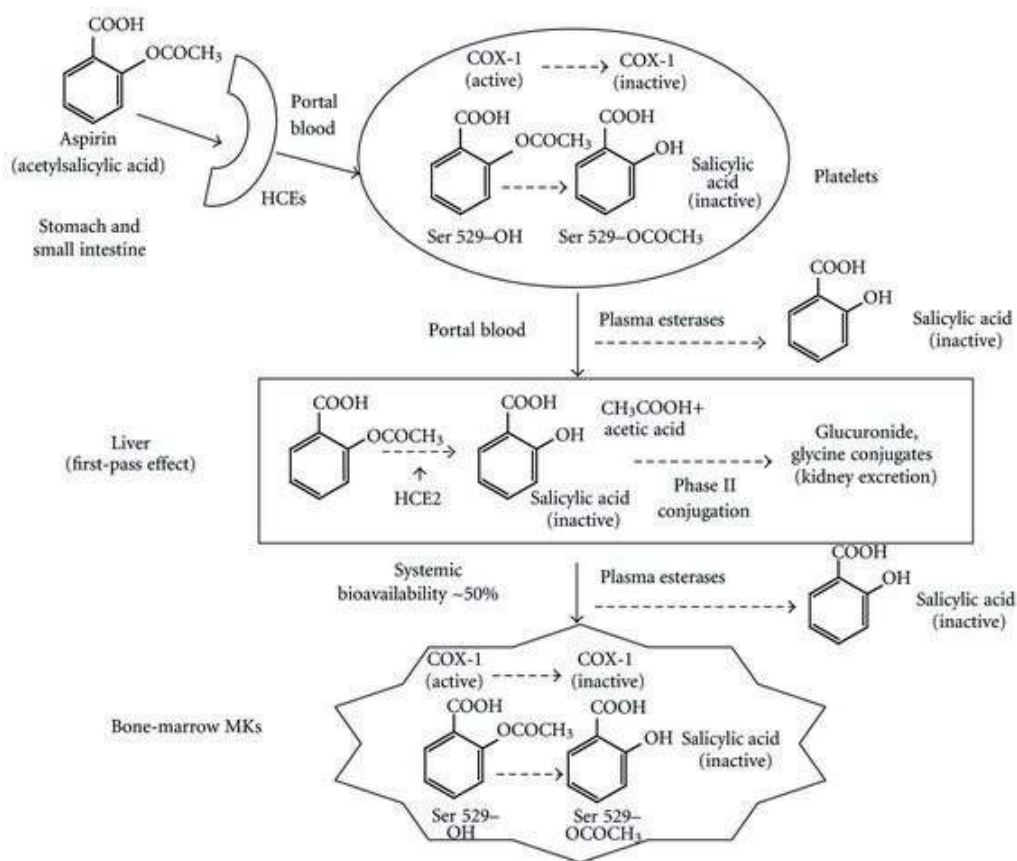 COOH
OCOCH₃
Aspirin
(acetylsalicylic acid)
Stomach and
small intestine
Portal
blood
HCEs
COX-1
(active)
COX-1
(inactive)
COOH
OCOCH₃
COOH
OH
Salicylic
acid
(inactive)
Ser 529–OH
Ser 529–OCOCH₃
Platelets
Portal blood
Plasma esterases
COOH
OH
Salicylic acid
(inactive)
Liver
(first-pass effect)
COOH
OCOCH₃
HCE2
COOH
OH
Salicylic acid
(inactive)
CH₃COOH+
acetic acid
Phase II
conjugation
Glucuronide,
glycine conjugates
(kidney excretion)
Systemic
bioavailability ~50%
Plasma esterases
COOH
OH
Salicylic acid
(inactive)
Bone-marrow MKs
COX-1
(active)
COX-1
(inactive)
COOH
OCOCH₃
COOH
OH
Salicylic acid
(inactive)
Ser 529–
OH
Ser 529–
OCOCH₃